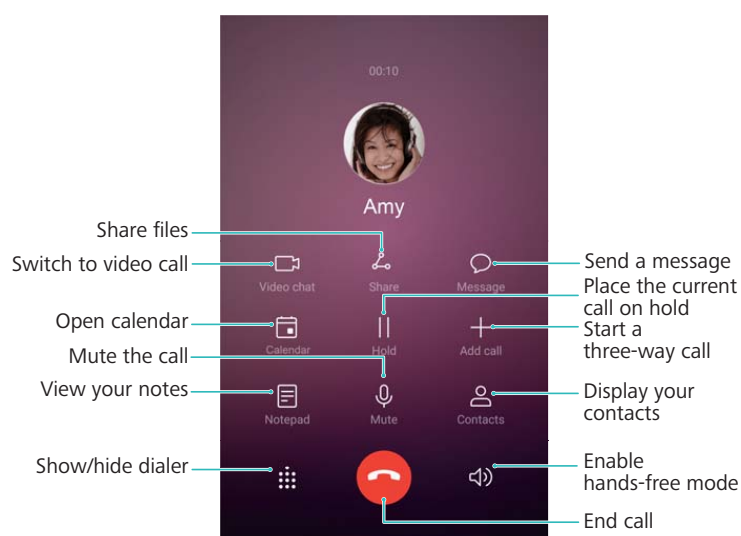 00:10
Amy
Share files
Switch to video call
Send a message
Place the current
call on hold
Video chat
Share
Message
Open calendar
Start a
three-way call
Calendar
Hold
Add call
Mute the call
View your notes
Display your
contacts
Notepad
Mute
Contacts
Show/hide dialer
Enable
hands-free mode
End call